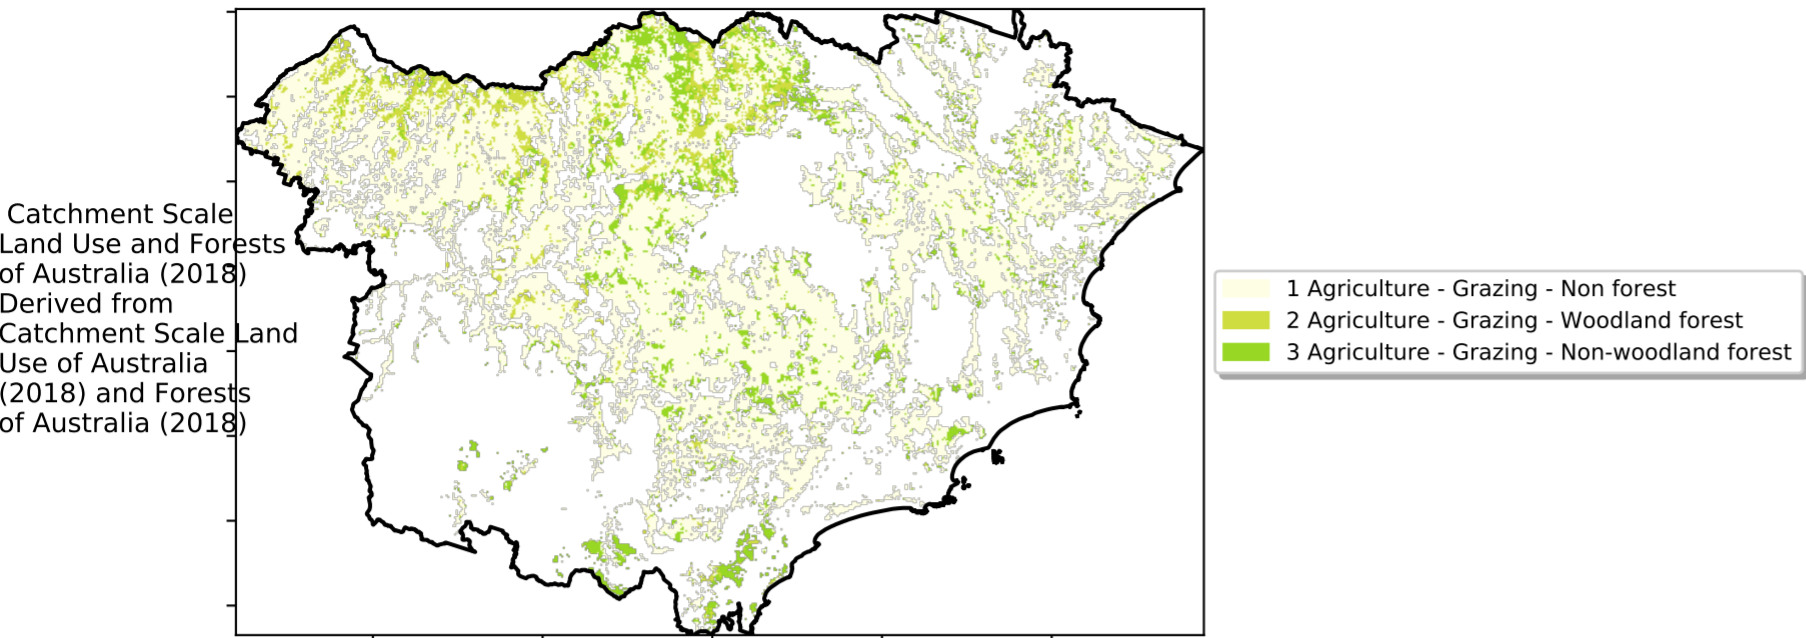 Catchment Scale
Land Use and Forests
of Australia (2018)
Derived from
Catchment Scale Land
Use of Australia
(2018) and Forests
of Australia (2018)
1 Agriculture - Grazing - Non forest
2 Agriculture - Grazing - Woodland forest
3 Agriculture - Grazing - Non-woodland forest